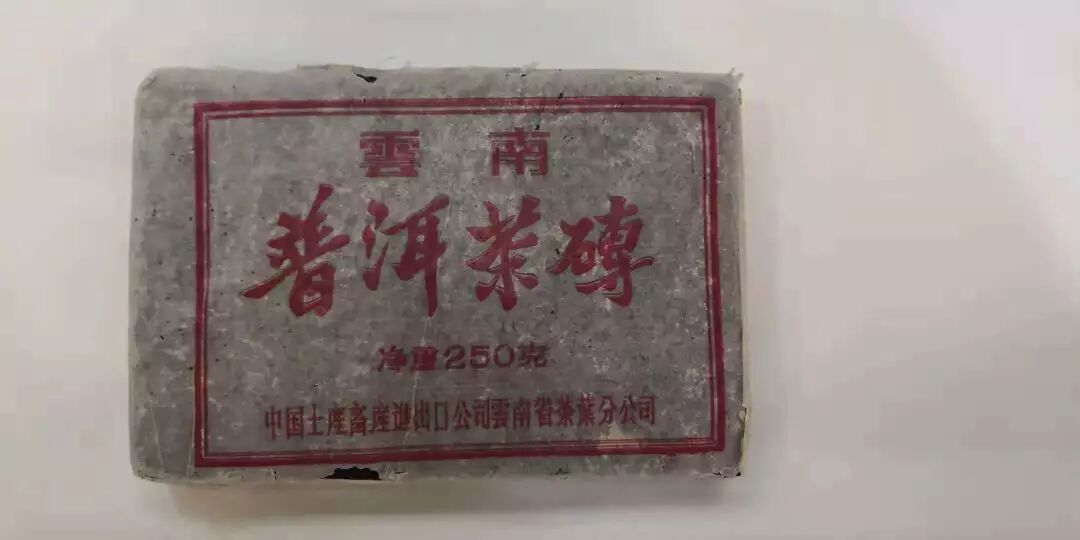 雲南
普洱茶磚
净重250克
中国土産畜産進出口公司雲南省茶葉分公司